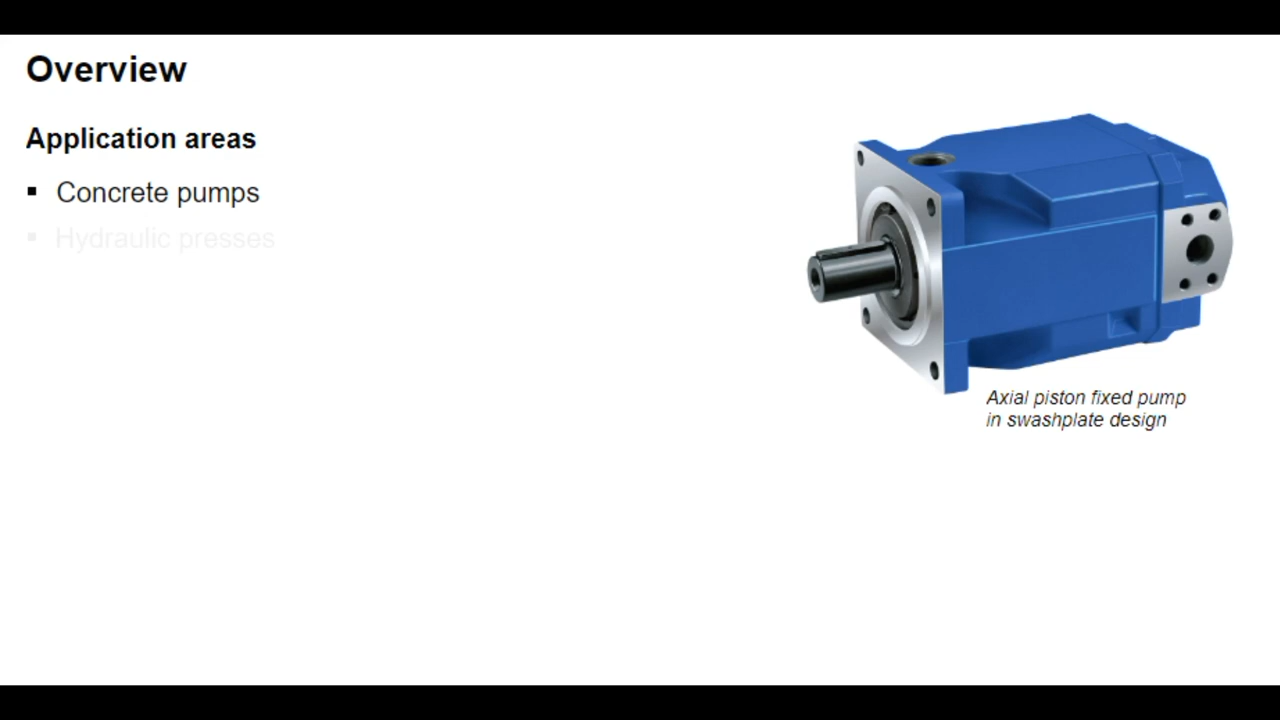 Overview
Application areas
▪ Concrete pumps
▪ Hydraulic presses
Axial piston fixed pump
in swashplate design